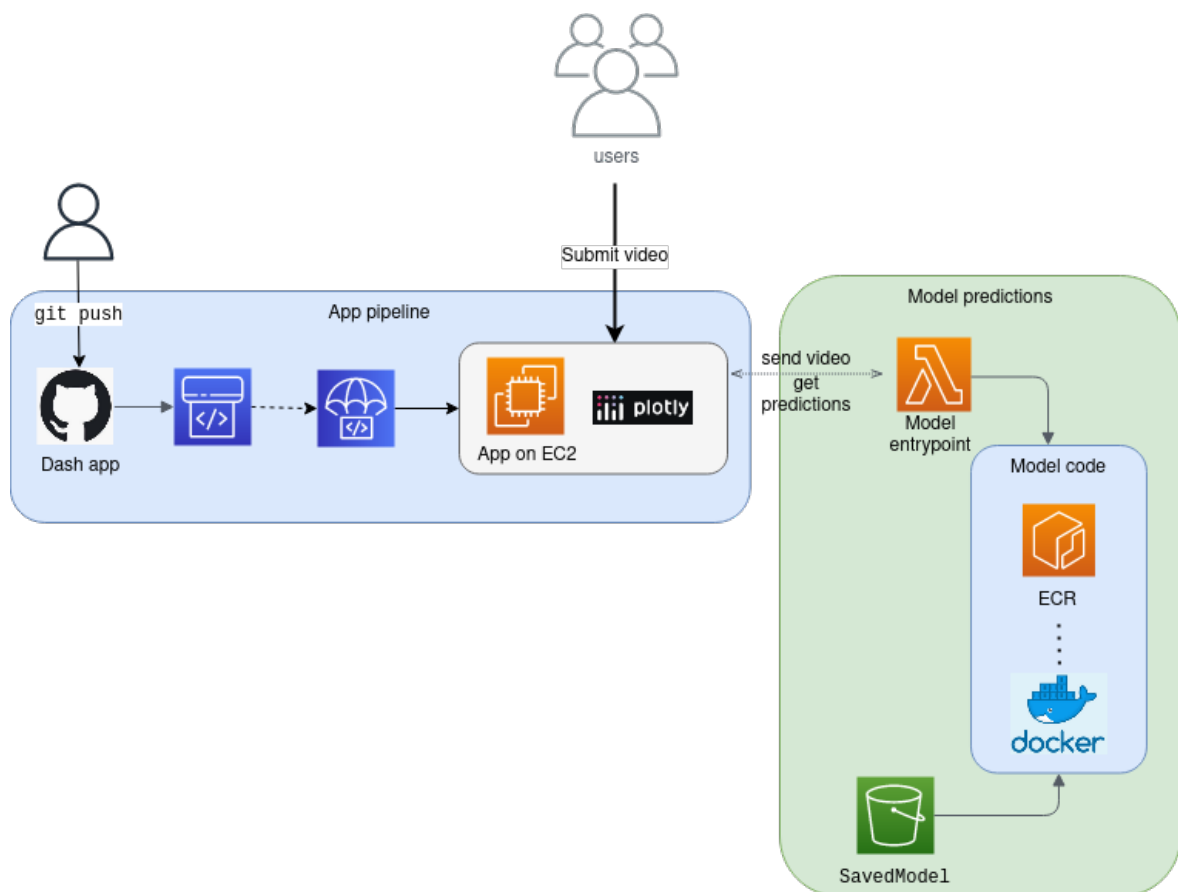 users
Submit video
git push
App pipeline
Model predictions
send video
get
predictions
</>
</>
plotly
Dash app
App on EC2
Model
entrypoint
Model code
ECR
docker
SavedModel